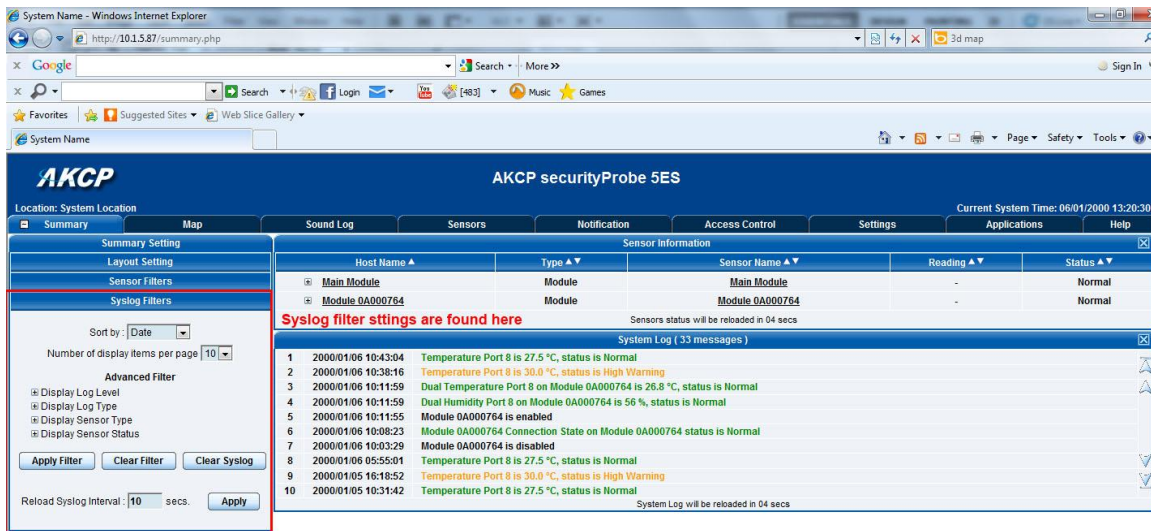 System Name - Windows Internet Explorer
http://10.1.5.87/summary.php
3d map
x Google Search More >> Sign In
x Search Login You Tube [483] Music Games
Favorites Suggested Sites Web Slice Gallery
System Name Page Safety Tools
AKCP AKCP securityProbe 5ES
Location: System Location Current System Time: 06/01/2000 13:20:30
Summary Map Sound Log Sensors Notification Access Control Settings Applications Help
Summary Setting
Layout Setting
Sensor Filters
Syslog Filters
Sort by : Date
Number of display items per page 10
Advanced Filter
Display Log Level
Display Log Type
Display Sensor Type
Display Sensor Status
Apply Filter Clear Filter Clear Syslog
Reload Syslog Interval : 10 secs. Apply
Sensor Information
Host Name Type Sensor Name Reading Status
Main Module Module Main Module - Normal
Module 0A000764 Module Module 0A000764 - Normal
Syslog filter sttings are found here
Sensors status will be reloaded in 04 secs
System Log ( 33 messages )
1 2000/01/06 10:43:04 Temperature Port 8 is 27.5 °C, status is Normal
2 2000/01/06 10:38:16 Temperature Port 8 is 30.0 °C, status is High Warning
3 2000/01/06 10:11:59 Dual Temperature Port 8 on Module 0A000764 is 26.8 °C, status is Normal
4 2000/01/06 10:11:59 Dual Humidity Port 8 on Module 0A000764 is 56 %, status is Normal
5 2000/01/06 10:11:55 Module 0A000764 is enabled
6 2000/01/06 10:08:23 Module 0A000764 Connection State on Module 0A000764 status is Normal
7 2000/01/06 10:03:29 Module 0A000764 is disabled
8 2000/01/06 05:55:01 Temperature Port 8 is 27.5 °C, status is Normal
9 2000/01/05 16:18:52 Temperature Port 8 is 30.0 °C, status is High Warning
10 2000/01/05 10:31:42 Temperature Port 8 is 27.5 °C, status is Normal
System Log will be reloaded in 04 secs